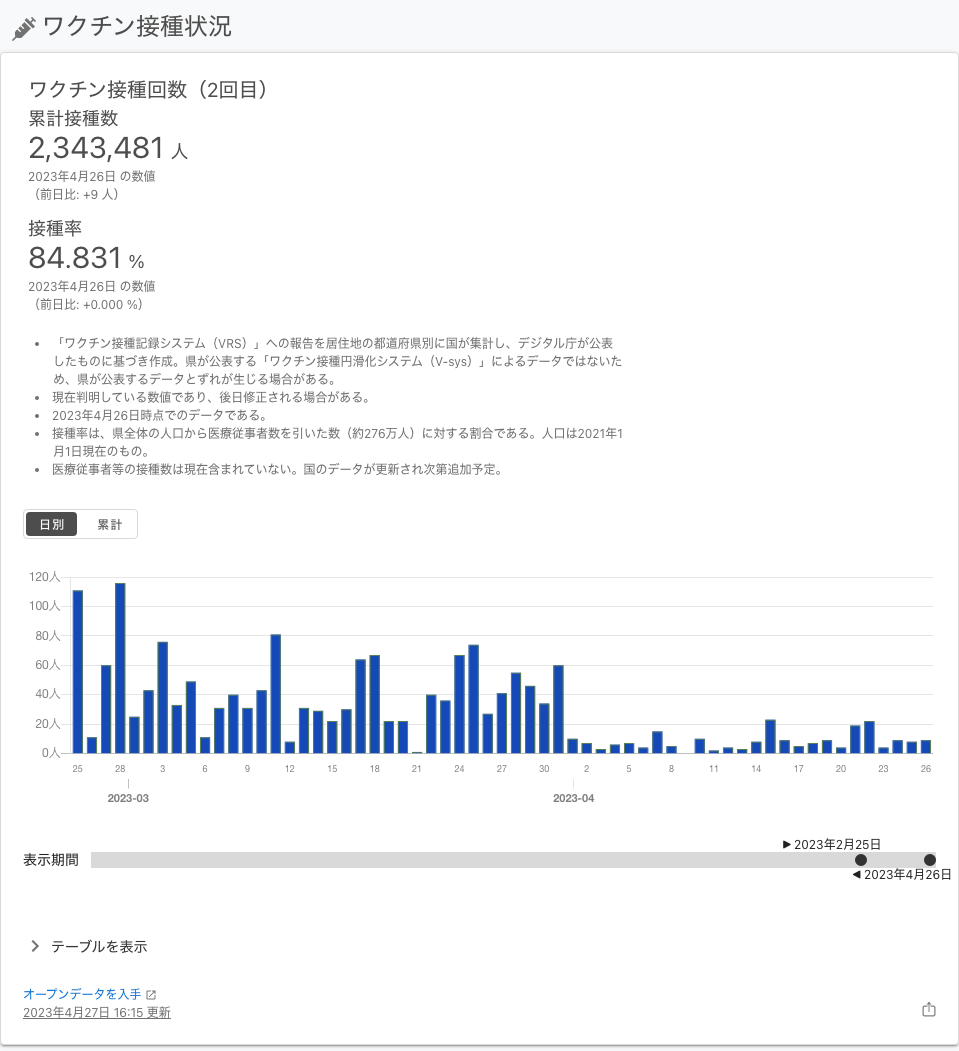 ワクチン接種状況
ワクチン接種回数（2回目）
累計接種数
2,343,481 人
2023年4月26日 の数値
（前日比: +9 人）
接種率
84.831 %
2023年4月26日 の数値
（前日比: +0.000 %）
• 「ワクチン接種記録システム（VRS）」への報告を居住地の都道府県別に国が集計し、デジタル庁が公表
したものに基づき作成。県が公表する「ワクチン接種円滑化システム（V-sys）」によるデータではないた
め、県が公表するデータとずれが生じる場合がある。
• 現在判明している数値であり、後日修正される場合がある。
• 2023年4月26日時点でのデータである。
• 接種率は、県全体の人口から医療従事者数を引いた数（約276万人）に対する割合である。人口は2021年1
月1日現在のもの。
• 医療従事者等の接種数は現在含まれていない。国のデータが更新され次第追加予定。
日別 累計
120人
100人
80人
60人
40人
20人
0人
25 28 3 6 9 12 15 18 21 24 27 30 2 5 8 11 14 17 20 23 26
2023-03 2023-04
▶ 2023年2月25日
表示期間
◀ 2023年4月26日
テーブルを表示
オープンデータを入手
2023年4月27日 16:15 更新